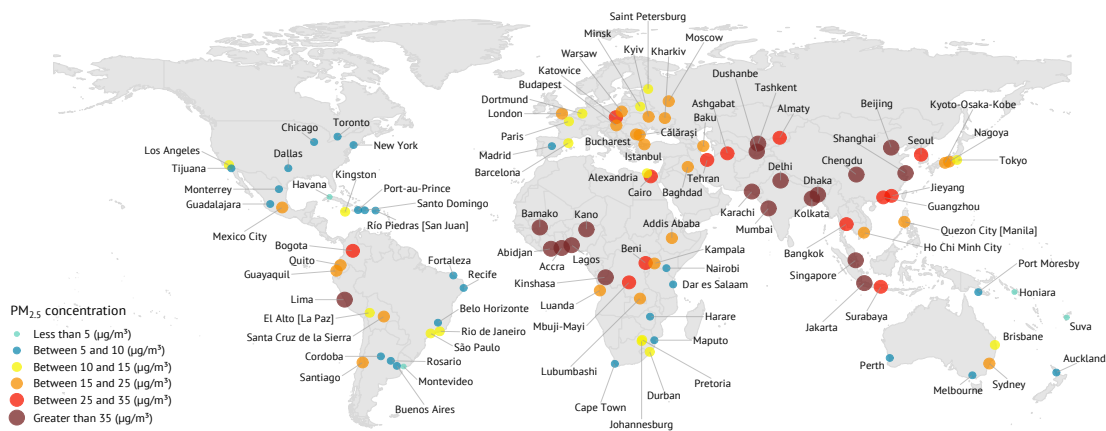 Saint Petersburg
Minsk
Kyiv
Moscow
Kharkiv
Warsaw
Katowice
Budapest
Dortmund
London
Paris
Madrid
Barcelona
Bucharest
Călărași
Istanbul
Alexandria
Cairo
Baghdad
Tehran
Baku
Ashgabat
Dushanbe
Tashkent
Almaty
Delhi
Dhaka
Karachi
Mumbai
Kolkata
Beijing
Shanghai
Chengdu
Seoul
Kyoto-Osaka-Kobe
Nagoya
Tokyo
Jieyang
Guangzhou
Quezon City [Manila]
Ho Chi Minh City
Bangkok
Singapore
Jakarta
Surabaya
Port Moresby
Honiara
Suva
Brisbane
Auckland
Perth
Melbourne
Sydney
Chicago
Toronto
New York
Dallas
Los Angeles
Tijuana
Monterrey
Guadalajara
Mexico City
Havana
Kingston
Port-au-Prince
Santo Domingo
Río Piedras [San Juan]
Bogota
Quito
Guayaquil
Lima
El Alto [La Paz]
Santa Cruz de la Sierra
Cordoba
Santiago
Fortaleza
Recife
Belo Horizonte
Rio de Janeiro
São Paulo
Rosario
Montevideo
Buenos Aires
Bamako
Kano
Abidjan
Accra
Lagos
Addis Ababa
Beni
Kampala
Nairobi
Dar es Salaam
Kinshasa
Luanda
Mbuji-Mayi
Lubumbashi
Harare
Maputo
Pretoria
Durban
Cape Town
Johannesburg
PM2.5 concentration
Less than 5 (µg/m³)
Between 5 and 10 (µg/m³)
Between 10 and 15 (µg/m³)
Between 15 and 25 (µg/m³)
Between 25 and 35 (µg/m³)
Greater than 35 (µg/m³)